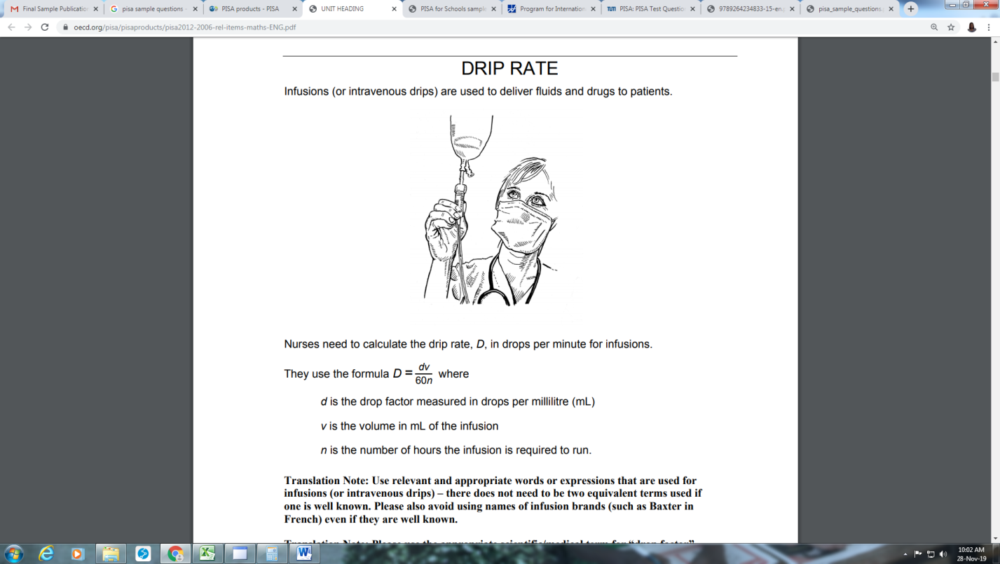 Final Sample Publication
pisa sample questions -
PISA products - PISA
UNIT HEADING
PISA for Schools sample
Program for Internation
TUM PISA: PISA Test Questio
9789264234833-15-en.
pisa_sample_questions.
oecd.org/pisa/pisaproducts/pisa2012-2006-rel-items-maths-ENG.pdf
DRIP RATE
Infusions (or intravenous drips) are used to deliver fluids and drugs to patients.
Nurses need to calculate the drip rate, D, in drops per minute for infusions.
They use the formula D = dv/60n where
d is the drop factor measured in drops per millilitre (mL)
v is the volume in mL of the infusion
n is the number of hours the infusion is required to run.
Translation Note: Use relevant and appropriate words or expressions that are used for
infusions (or intravenous drips) – there does not need to be two equivalent terms used if
one is well known. Please also avoid using names of infusion brands (such as Baxter in
French) even if they are well known.
Translation Note: Please use the appropriate scientific/medical term for “drop factor”
10:02 AM
28-Nov-19